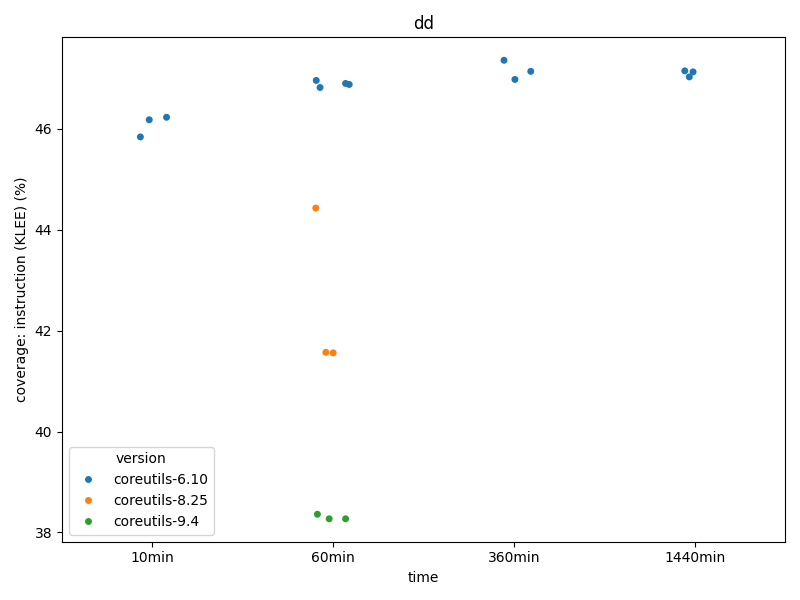 dd
coverage: instruction (KLEE) (%)
46
44
42
40
38
version
coreutils-6.10
coreutils-8.25
coreutils-9.4
10min
60min
360min
1440min
time